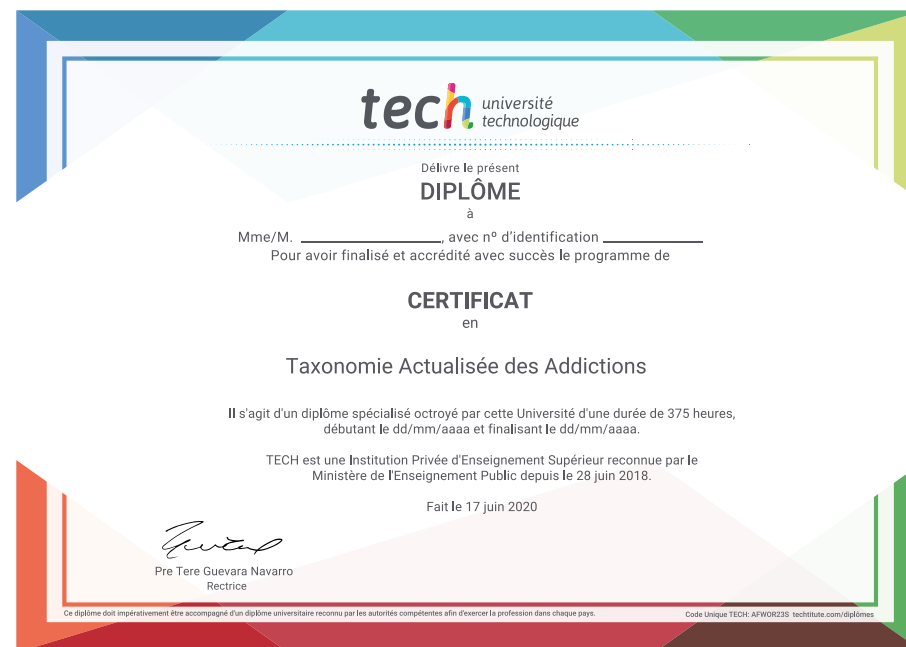 tech université
technologique
Délivre le présent
DIPLÔME
à
Mme/M. ____________________, avec nº d'identification ______________
Pour avoir finalisé et accrédité avec succès le programme de
CERTIFICAT
en
Taxonomie Actualisée des Addictions
Il s'agit d'un diplôme spécialisé octroyé par cette Université d'une durée de 375 heures,
débutant le dd/mm/aaaa et finalisant le dd/mm/aaaa.
TECH est une Institution Privée d'Enseignement Supérieur reconnue par le
Ministère de l'Enseignement Public depuis le 28 juin 2018.
Fait le 17 juin 2020
Pre Tere Guevara Navarro
Rectrice
Ce diplôme doit impérativement être accompagné d'un diplôme universitaire reconnu par les autorités compétentes afin d'exercer la profession dans chaque pays.
Code Unique TECH: AFWOR23S techtitute.com/diplômes